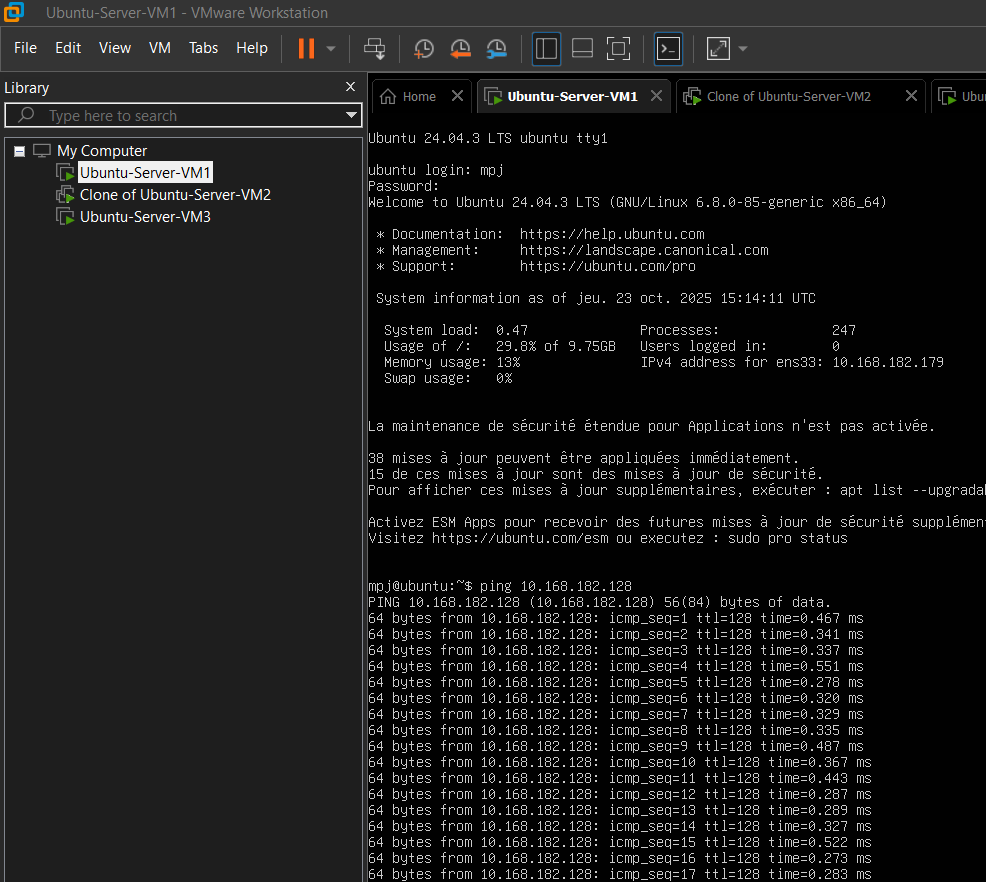 Ubuntu-Server-VM1 - VMware Workstation
File Edit View VM Tabs Help
Library
Type here to search
My Computer
Ubuntu-Server-VM1
Clone of Ubuntu-Server-VM2
Ubuntu-Server-VM3
Home Ubuntu-Server-VM1 Clone of Ubuntu-Server-VM2 Ubu
Ubuntu 24.04.3 LTS ubuntu tty1
ubuntu login: mpj
Password:
Welcome to Ubuntu 24.04.3 LTS (GNU/Linux 6.8.0-85-generic x86_64)
* Documentation: https://help.ubuntu.com
* Management: https://landscape.canonical.com
* Support: https://ubuntu.com/pro
System information as of jeu. 23 oct. 2025 15:14:11 UTC
System load: 0.47 Processes: 247
Usage of /: 29.8% of 9.75GB Users logged in: 0
Memory usage: 13% IPv4 address for ens33: 10.168.182.179
Swap usage: 0%
La maintenance de sécurité étendue pour Applications n'est pas activée.
38 mises à jour peuvent être appliquées immédiatement.
15 de ces mises à jour sont des mises à jour de sécurité.
Pour afficher ces mises à jour supplémentaires, exécuter : apt list --upgradab
Activez ESM Apps pour recevoir des futures mises à jour de sécurité supplémen
Visitez https://ubuntu.com/esm ou executez : sudo pro status
mpj@ubuntu:~$ ping 10.168.182.128
PING 10.168.182.128 (10.168.182.128) 56(84) bytes of data.
64 bytes from 10.168.182.128: icmp_seq=1 ttl=128 time=0.467 ms
64 bytes from 10.168.182.128: icmp_seq=2 ttl=128 time=0.341 ms
64 bytes from 10.168.182.128: icmp_seq=3 ttl=128 time=0.337 ms
64 bytes from 10.168.182.128: icmp_seq=4 ttl=128 time=0.551 ms
64 bytes from 10.168.182.128: icmp_seq=5 ttl=128 time=0.278 ms
64 bytes from 10.168.182.128: icmp_seq=6 ttl=128 time=0.320 ms
64 bytes from 10.168.182.128: icmp_seq=7 ttl=128 time=0.329 ms
64 bytes from 10.168.182.128: icmp_seq=8 ttl=128 time=0.335 ms
64 bytes from 10.168.182.128: icmp_seq=9 ttl=128 time=0.487 ms
64 bytes from 10.168.182.128: icmp_seq=10 ttl=128 time=0.367 ms
64 bytes from 10.168.182.128: icmp_seq=11 ttl=128 time=0.443 ms
64 bytes from 10.168.182.128: icmp_seq=12 ttl=128 time=0.287 ms
64 bytes from 10.168.182.128: icmp_seq=13 ttl=128 time=0.289 ms
64 bytes from 10.168.182.128: icmp_seq=14 ttl=128 time=0.327 ms
64 bytes from 10.168.182.128: icmp_seq=15 ttl=128 time=0.522 ms
64 bytes from 10.168.182.128: icmp_seq=16 ttl=128 time=0.273 ms
64 bytes from 10.168.182.128: icmp_seq=17 ttl=128 time=0.283 ms